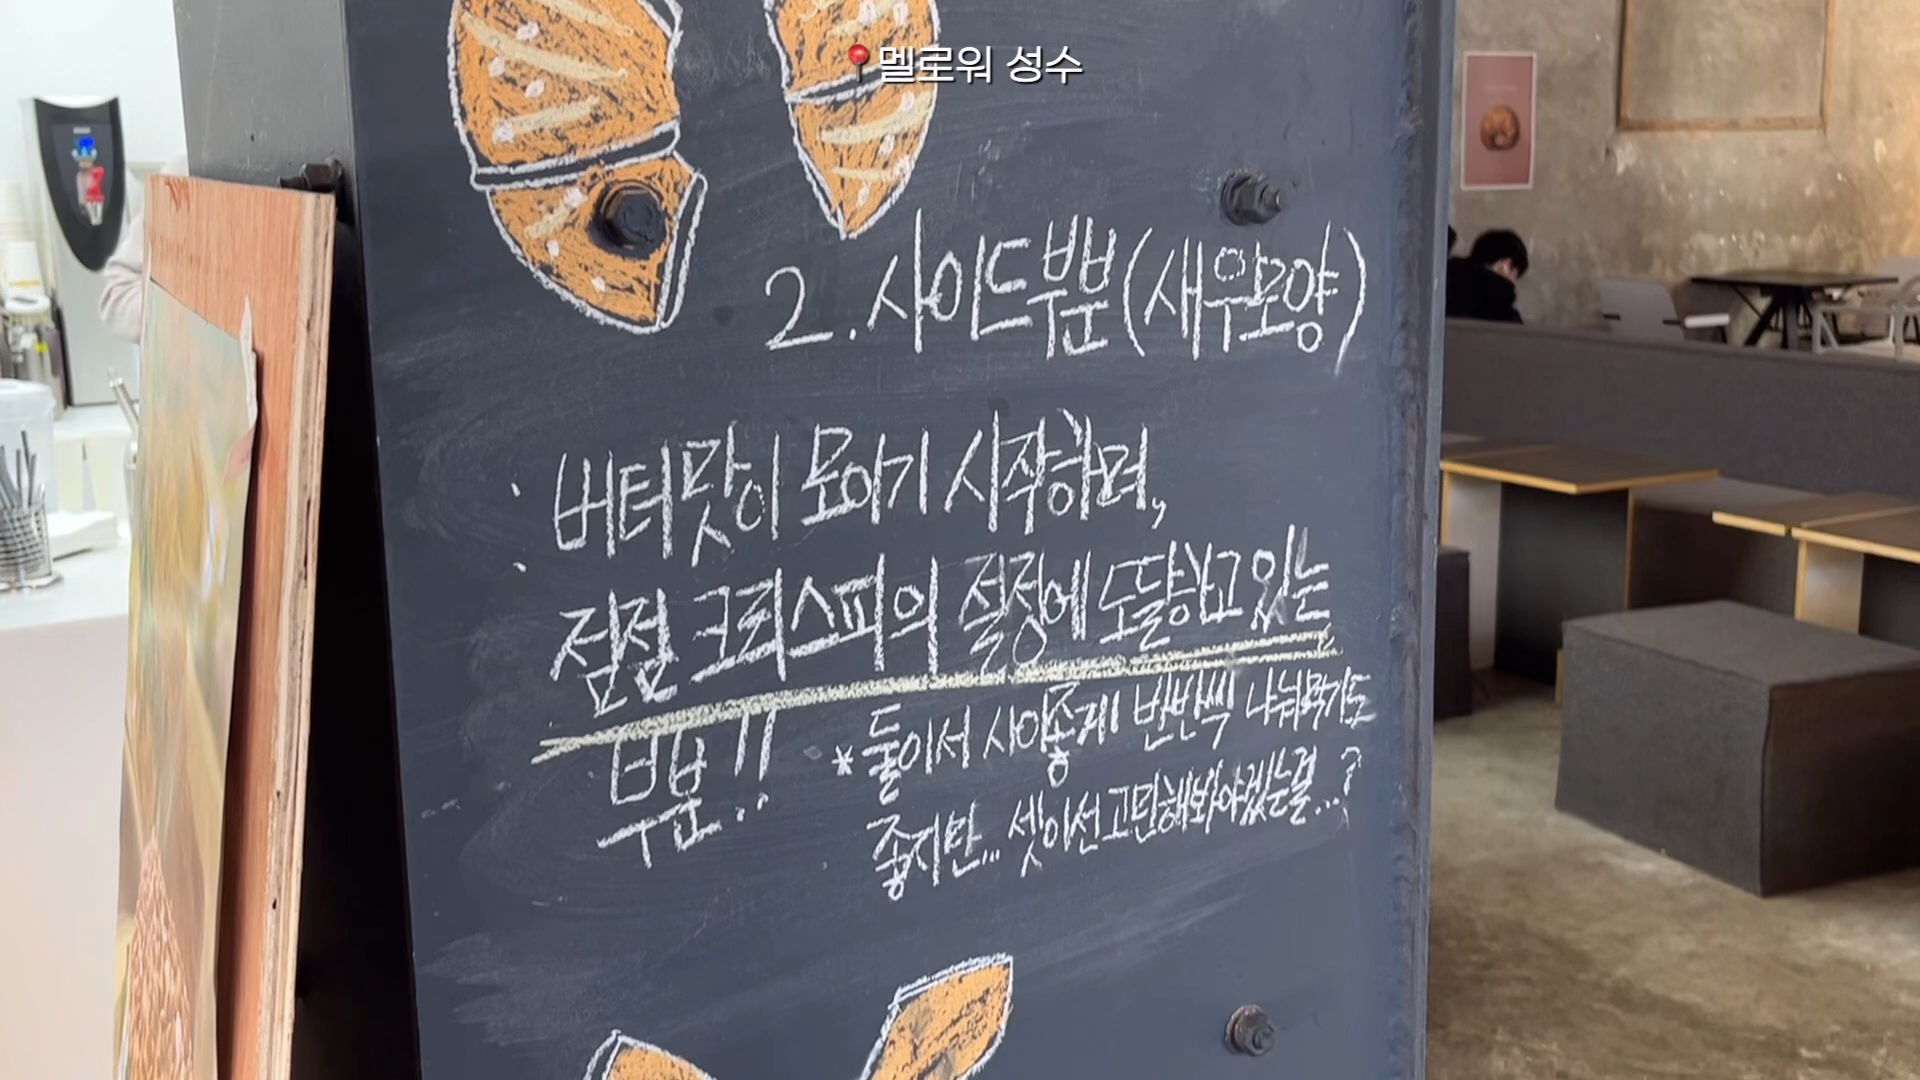 📍멜로워 성수
2. 사이드부분(새우모양)
버터맛이 모아기 시작하며,
점점 크리스피의 절정에 도달하고 있는
부분!!
*둘이서 사이좋게 반반씩 나눠먹기도
좋지만... 셋이선 고민해봐야겠는걸...?